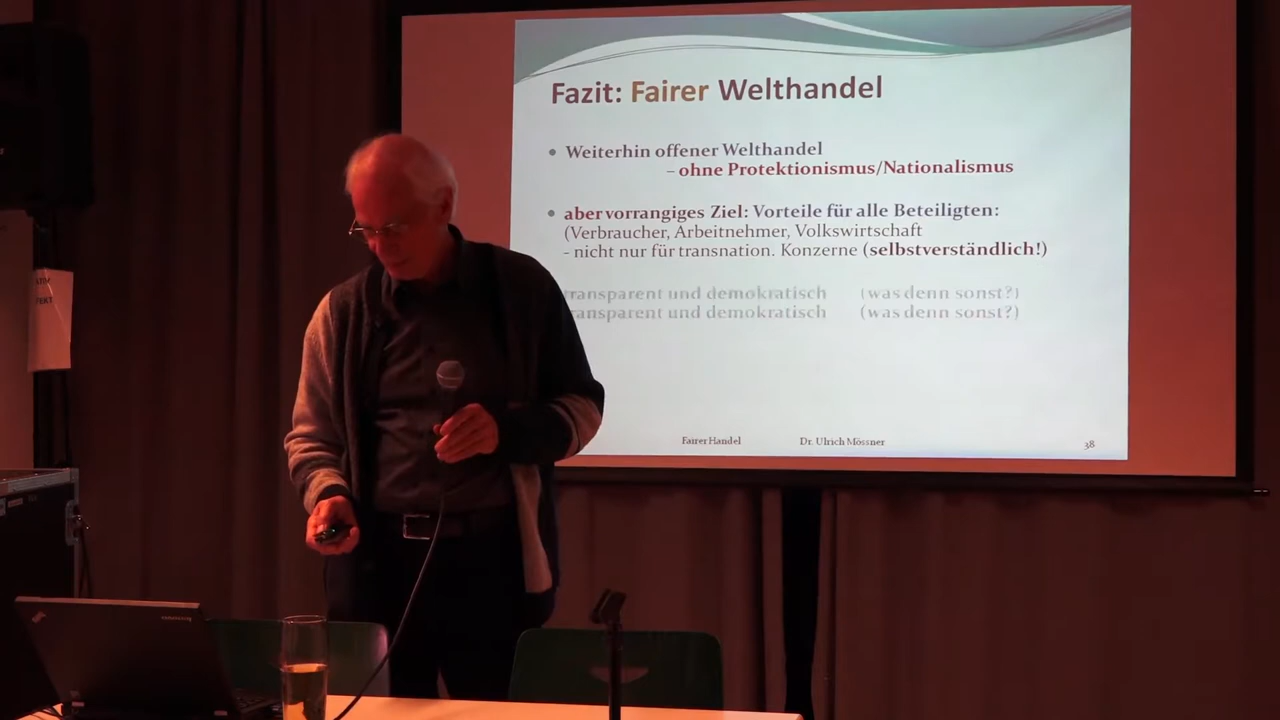 Fazit: Fairer Welthandel
• Weiterhin offener Welthandel
– ohne Protektionismus/Nationalismus
• aber vorrangiges Ziel: Vorteile für alle Beteiligten:
(Verbraucher, Arbeitnehmer, Volkswirtschaft
- nicht nur für transnation. Konzerne (selbstverständlich!)
transparent und demokratisch (was denn sonst?)
transparent und demokratisch (was denn sonst?)
Fairer Handel Dr. Ulrich Mössner 38